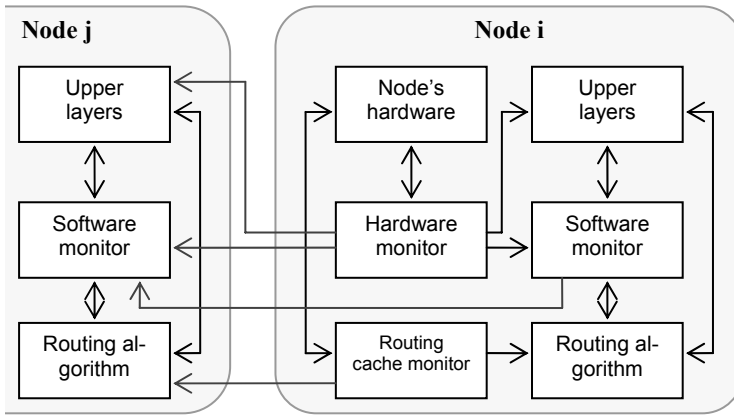 Node j
Node i
Upper
layers
Node's
hardware
Upper
layers
Software
monitor
Hardware
monitor
Software
monitor
Routing al-
gorithm
Routing
cache monitor
Routing al-
gorithm